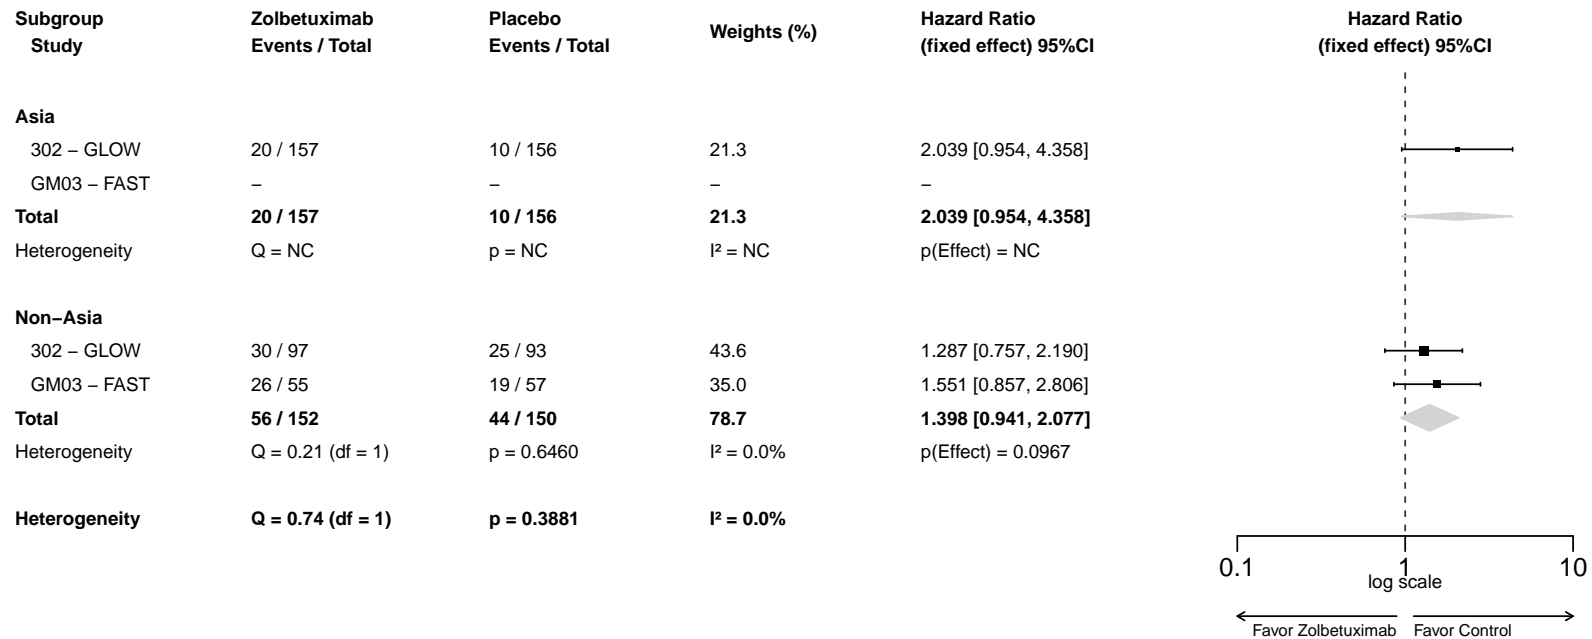 Subgroup Zolbetuximab Placebo Weights (%) Hazard Ratio Hazard Ratio
Study Events / Total Events / Total (fixed effect) 95%CI (fixed effect) 95%CI
Asia
302 − GLOW 20 / 157 10 / 156 21.3 2.039 [0.954, 4.358]
GM03 − FAST − − − −
Total 20 / 157 10 / 156 21.3 2.039 [0.954, 4.358]
Heterogeneity Q = NC p = NC I² = NC p(Effect) = NC
Non−Asia
302 − GLOW 30 / 97 25 / 93 43.6 1.287 [0.757, 2.190]
GM03 − FAST 26 / 55 19 / 57 35.0 1.551 [0.857, 2.806]
Total 56 / 152 44 / 150 78.7 1.398 [0.941, 2.077]
Heterogeneity Q = 0.21 (df = 1) p = 0.6460 I² = 0.0% p(Effect) = 0.0967
Heterogeneity Q = 0.74 (df = 1) p = 0.3881 I² = 0.0%
0.1 1 10
log scale
Favor Zolbetuximab Favor Control